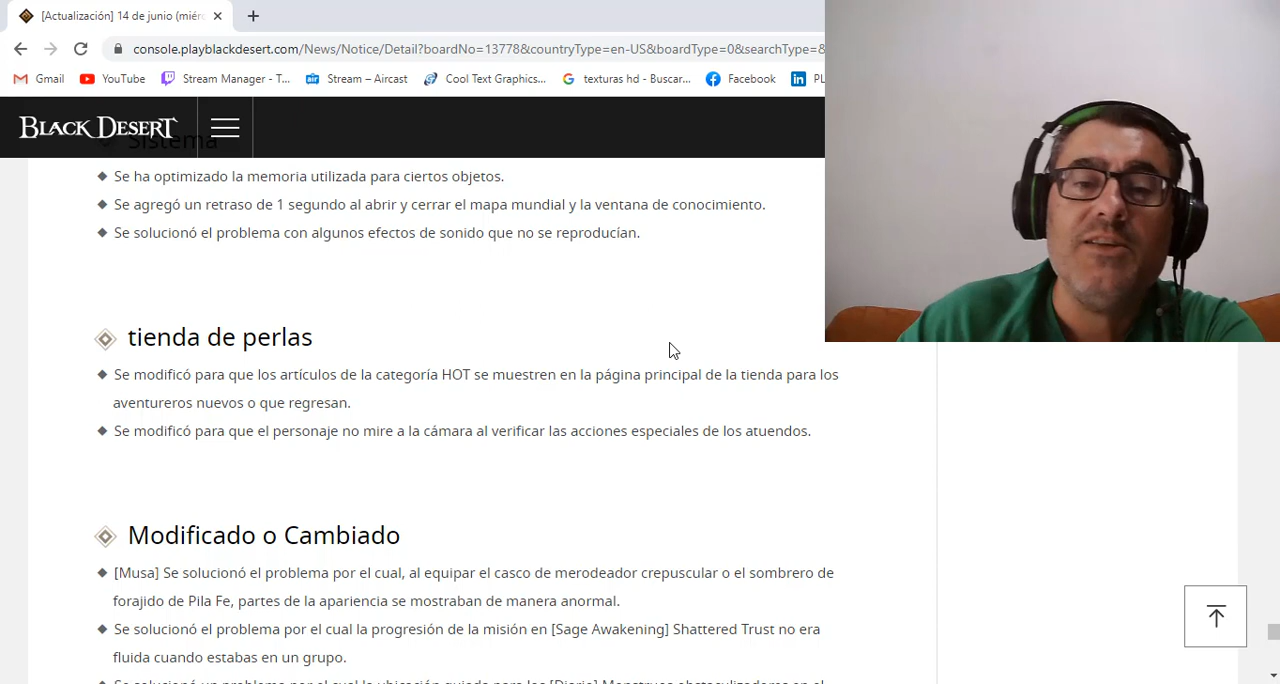 [Actualización] 14 de junio (miérc
console.playblackdesert.com/News/Notice/Detail?boardNo=13778&countryType=en-US&boardType=0&searchType=&
Gmail YouTube Stream Manager - T... Stream – Aircast Cool Text Graphics... texturas hd - Buscar... Facebook PL
BLACK DESERT
Sistema
Se ha optimizado la memoria utilizada para ciertos objetos.
Se agregó un retraso de 1 segundo al abrir y cerrar el mapa mundial y la ventana de conocimiento.
Se solucionó el problema con algunos efectos de sonido que no se reproducían.
tienda de perlas
Se modificó para que los artículos de la categoría HOT se muestren en la página principal de la tienda para los
aventureros nuevos o que regresan.
Se modificó para que el personaje no mire a la cámara al verificar las acciones especiales de los atuendos.
Modificado o Cambiado
[Musa] Se solucionó el problema por el cual, al equipar el casco de merodeador crepuscular o el sombrero de
forajido de Pila Fe, partes de la apariencia se mostraban de manera anormal.
Se solucionó el problema por el cual la progresión de la misión en [Sage Awakening] Shattered Trust no era
fluida cuando estabas en un grupo.